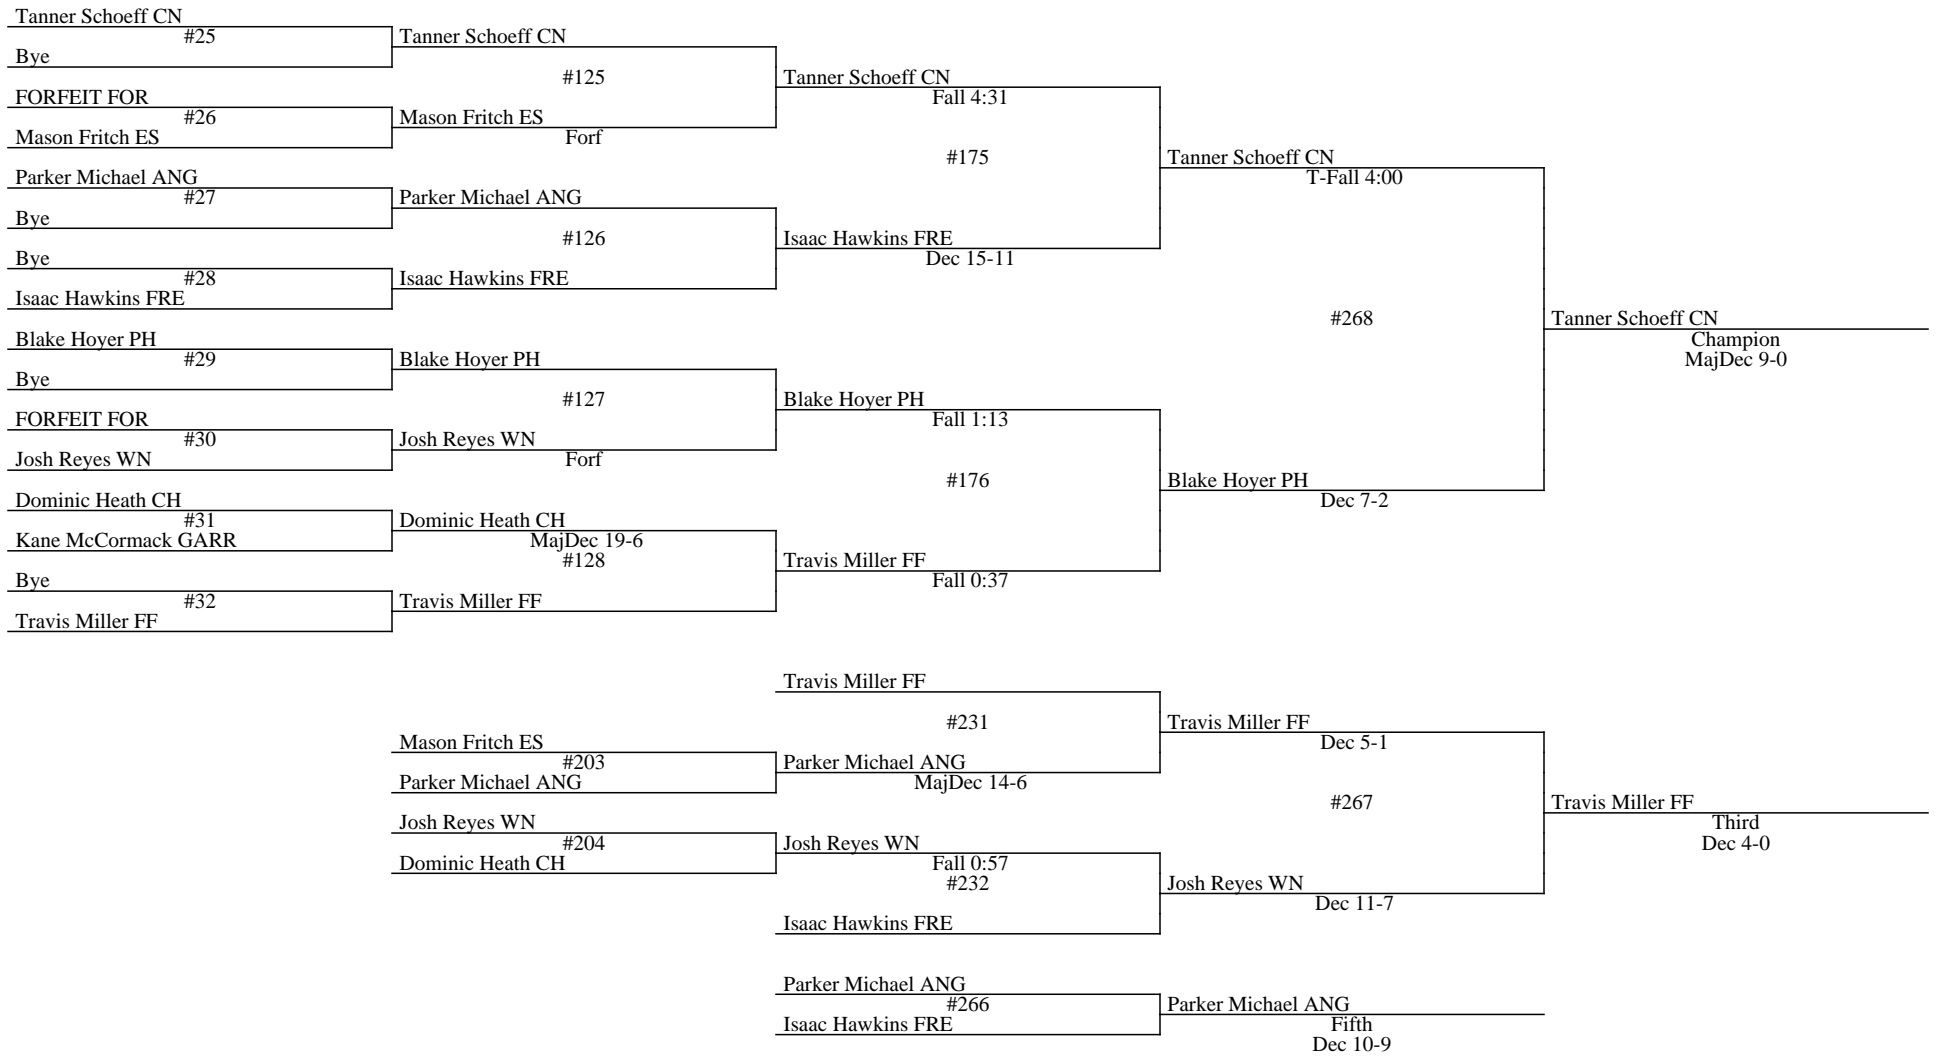 Tanner Schoeff CN
#25
Bye
Tanner Schoeff CN
#125
FORFEIT FOR
#26
Mason Fritch ES
Mason Fritch ES
Forf
Tanner Schoeff CN
Fall 4:31
#175
Parker Michael ANG
#27
Bye
Parker Michael ANG
#126
Bye
#28
Isaac Hawkins FRE
Isaac Hawkins FRE
Isaac Hawkins FRE
Dec 15-11
Tanner Schoeff CN
T-Fall 4:00
#268
Blake Hoyer PH
#29
Bye
Blake Hoyer PH
#127
FORFEIT FOR
#30
Josh Reyes WN
Josh Reyes WN
Forf
Blake Hoyer PH
Fall 1:13
#176
Dominic Heath CH
#31
Kane McCormack GARR
Dominic Heath CH
MajDec 19-6
#128
Bye
#32
Travis Miller FF
Travis Miller FF
Travis Miller FF
Fall 0:37
Blake Hoyer PH
Dec 7-2
Tanner Schoeff CN
Champion
MajDec 9-0
Travis Miller FF
#231
Mason Fritch ES
#203
Parker Michael ANG
Parker Michael ANG
MajDec 14-6
Travis Miller FF
Dec 5-1
#267
Josh Reyes WN
#204
Dominic Heath CH
Josh Reyes WN
Fall 0:57
#232
Isaac Hawkins FRE
Josh Reyes WN
Dec 11-7
Travis Miller FF
Third
Dec 4-0
Parker Michael ANG
#266
Isaac Hawkins FRE
Parker Michael ANG
Fifth
Dec 10-9